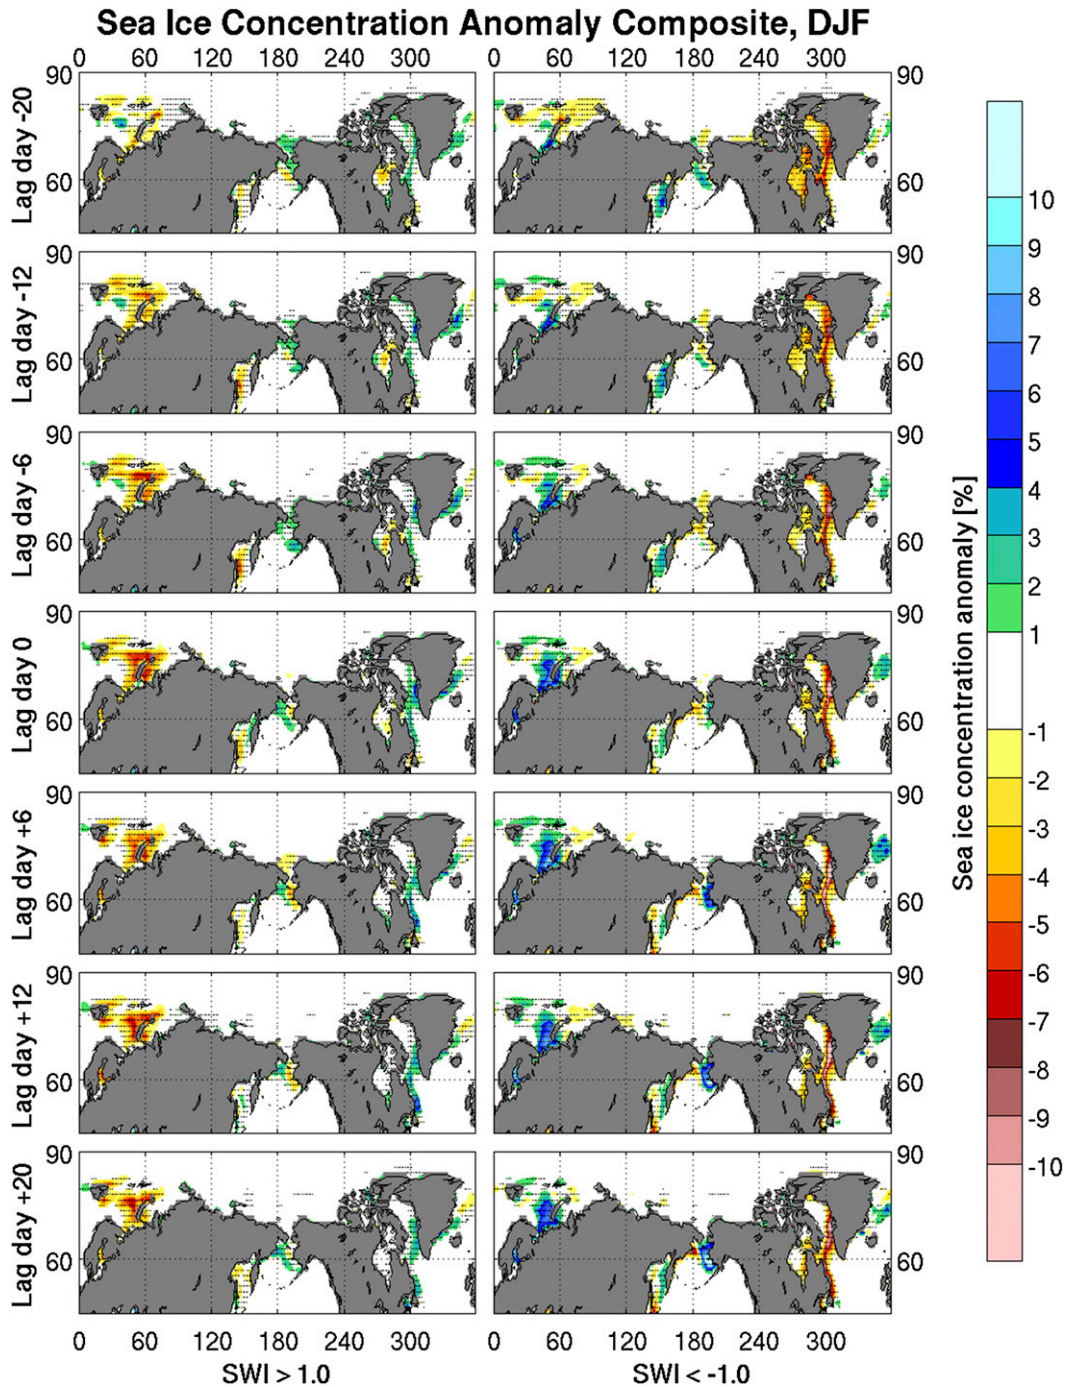 Sea Ice Concentration Anomaly Composite, DJF
0 60 120 180 240 300 0 60 120 180 240 300
90 90
Lag day -20
60 60
90 90
Lag day -12
60 60
90 90
Lag day -6
60 60
90 90
Lag day 0
60 60
90 90
Lag day +6
60 60
90 90
Lag day +12
60 60
90 90
Lag day +20
60 60
0 60 120 180 240 300 0 60 120 180 240 300
SWI > 1.0 SWI < -1.0
Sea ice concentration anomaly [%]
10
9
8
7
6
5
4
3
2
1
-1
-2
-3
-4
-5
-6
-7
-8
-9
-10